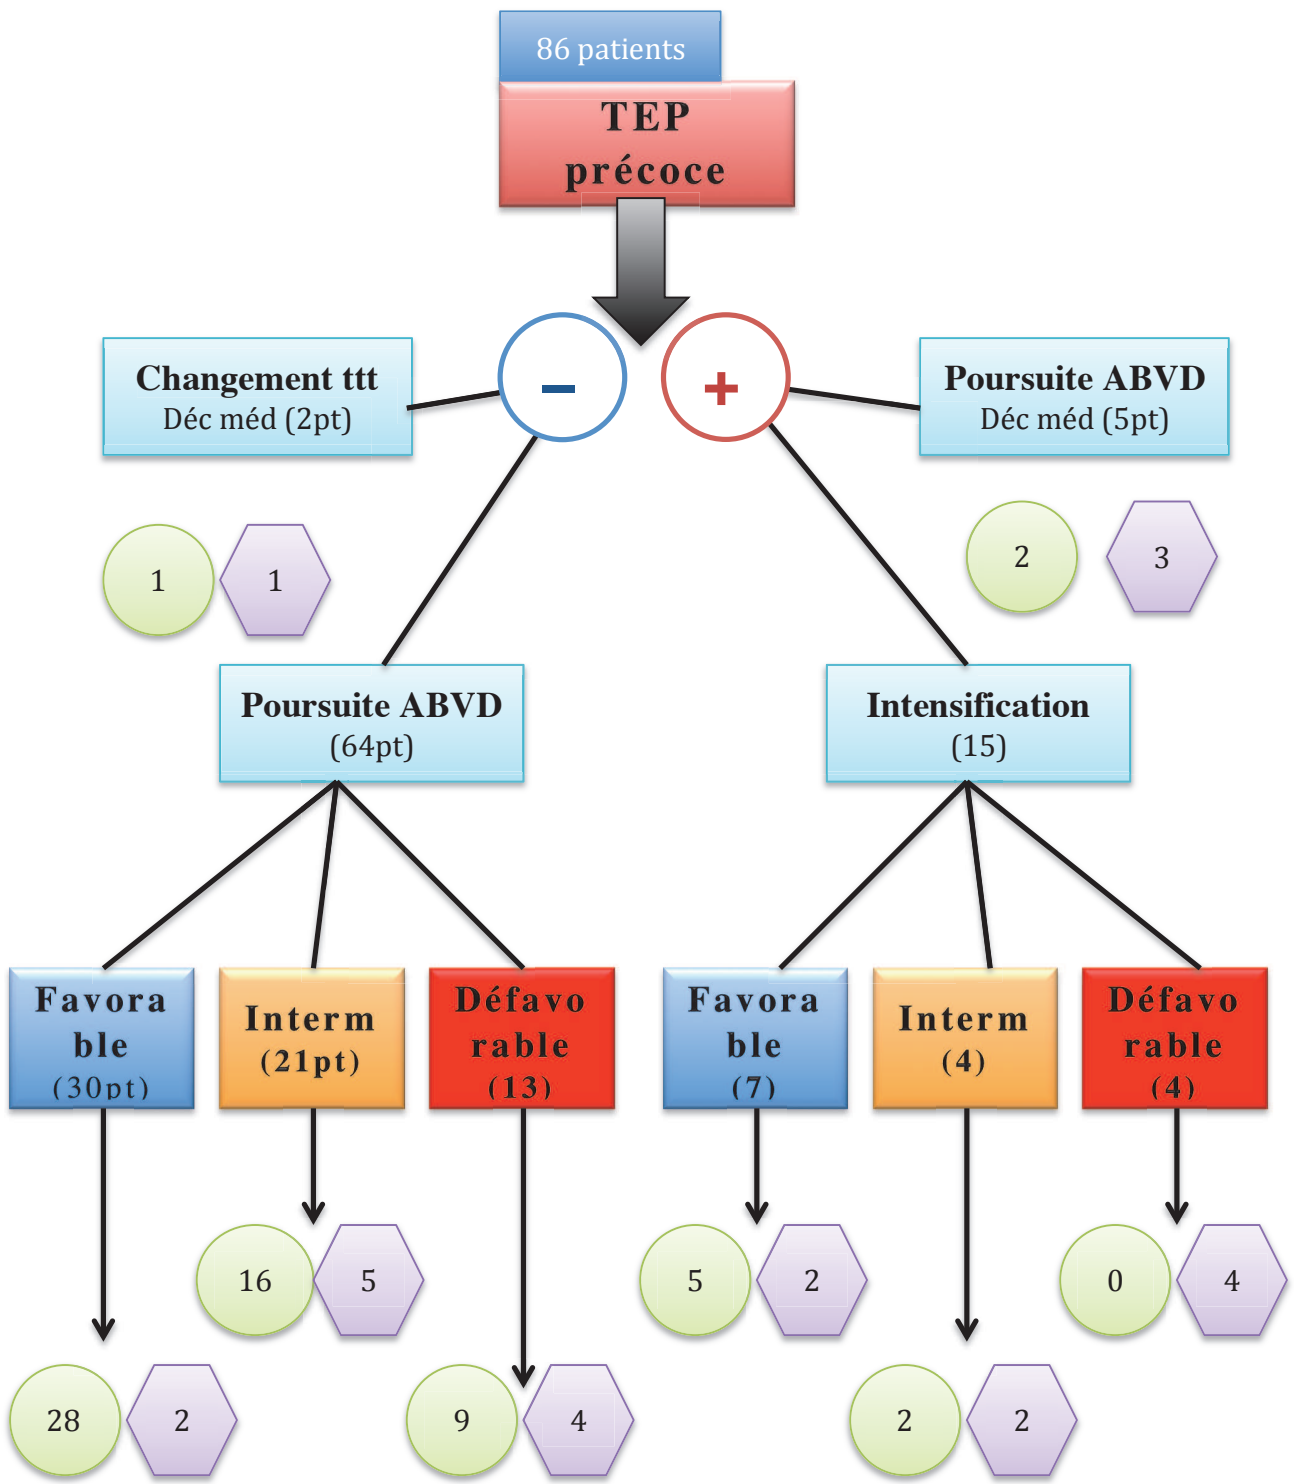 86 patients
TEP
précoce
−
+
Changement ttt
Déc méd (2pt)
Poursuite ABVD
Déc méd (5pt)
1
1
2
3
Poursuite ABVD
(64pt)
Intensification
(15)
Favora
ble
(30pt)
Interm
(21pt)
Défavo
rable
(13)
Favora
ble
(7)
Interm
(4)
Défavo
rable
(4)
16
5
5
2
0
4
28
2
9
4
2
2